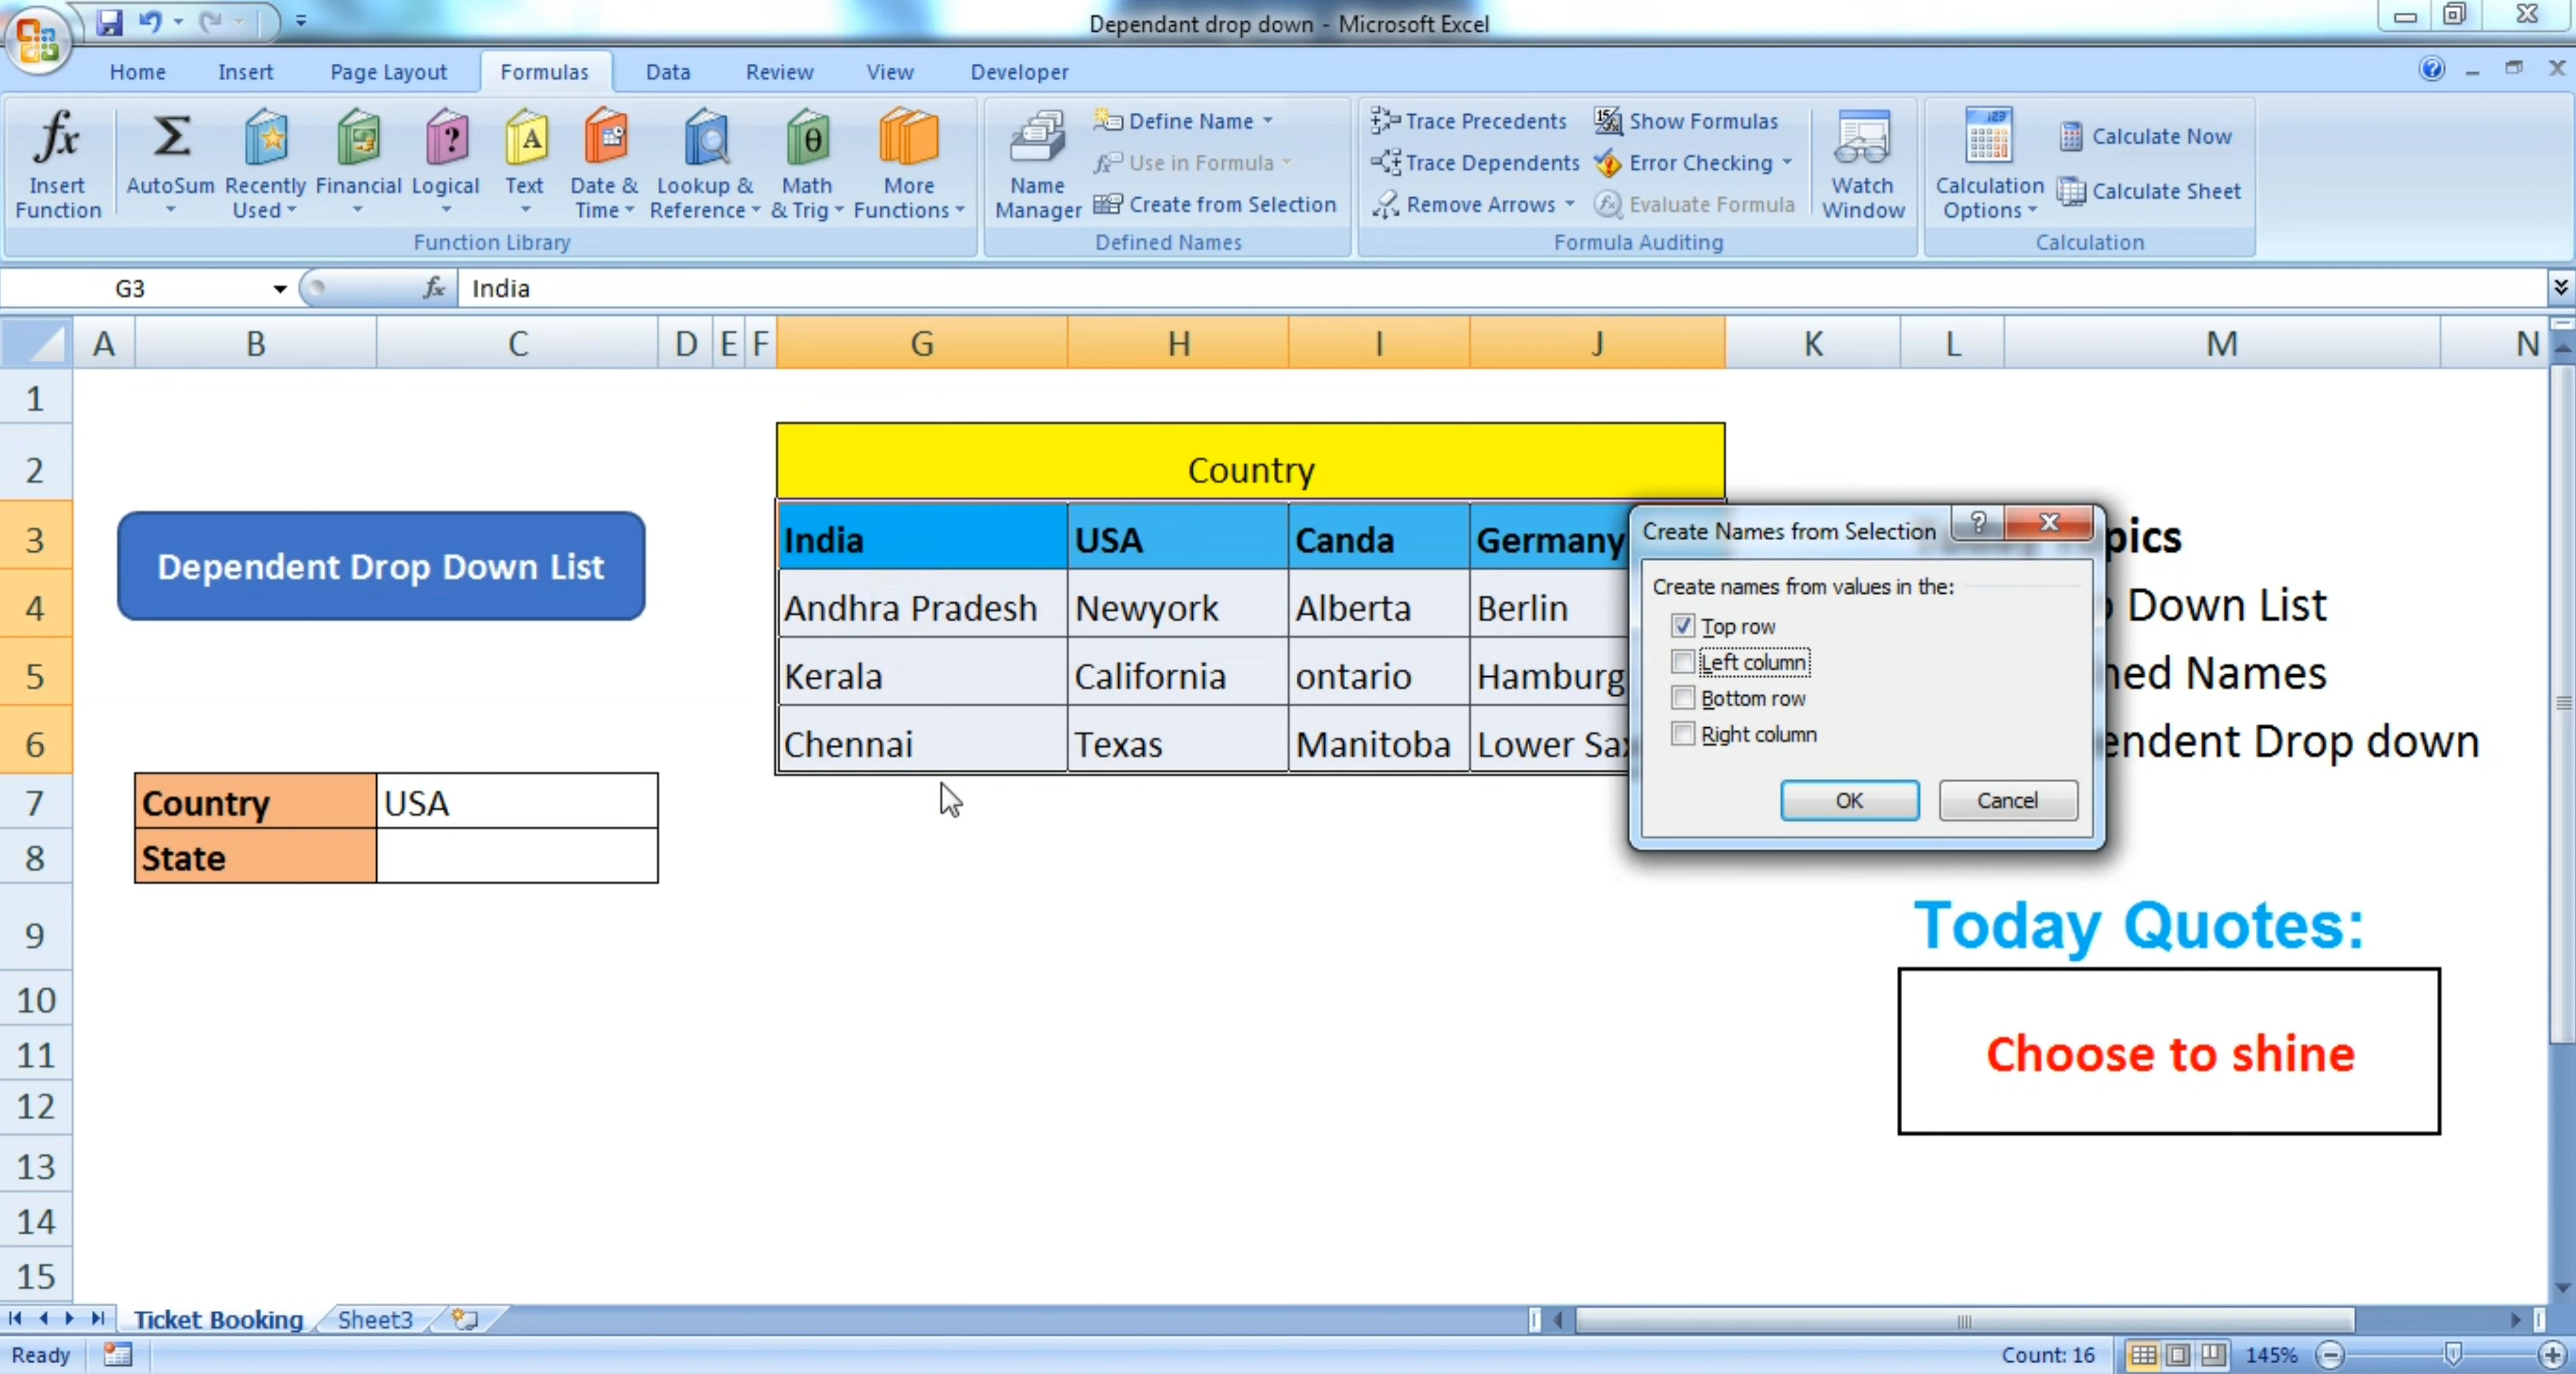 Dependant drop down - Microsoft Excel
Home Insert Page Layout Formulas Data Review View Developer
Insert Function AutoSum Recently Used Financial Logical Text Date & Time Lookup & Reference Math & Trig More Functions
Function Library
Name Manager Define Name Use in Formula Create from Selection
Defined Names
Trace Precedents Trace Dependents Remove Arrows Show Formulas Error Checking Evaluate Formula Watch Window
Formula Auditing
Calculation Options Calculate Now Calculate Sheet
Calculation
G3 fx India
A B C D E F G H I J K L M N
1
2 Country
3 India USA Canda Germany
4 Andhra Pradesh Newyork Alberta Berlin
5 Kerala California ontario Hamburg
6 Chennai Texas Manitoba Lower
7 Country USA
8 State
9
10
11
12
13
14
15
Dependent Drop Down List
Create Names from Selection
Create names from values in the:
Top row
Left column
Bottom row
Right column
OK Cancel
Down List
Names
Drop down
Today Quotes:
Choose to shine
Ticket Booking Sheet3
Ready Count: 16 145%